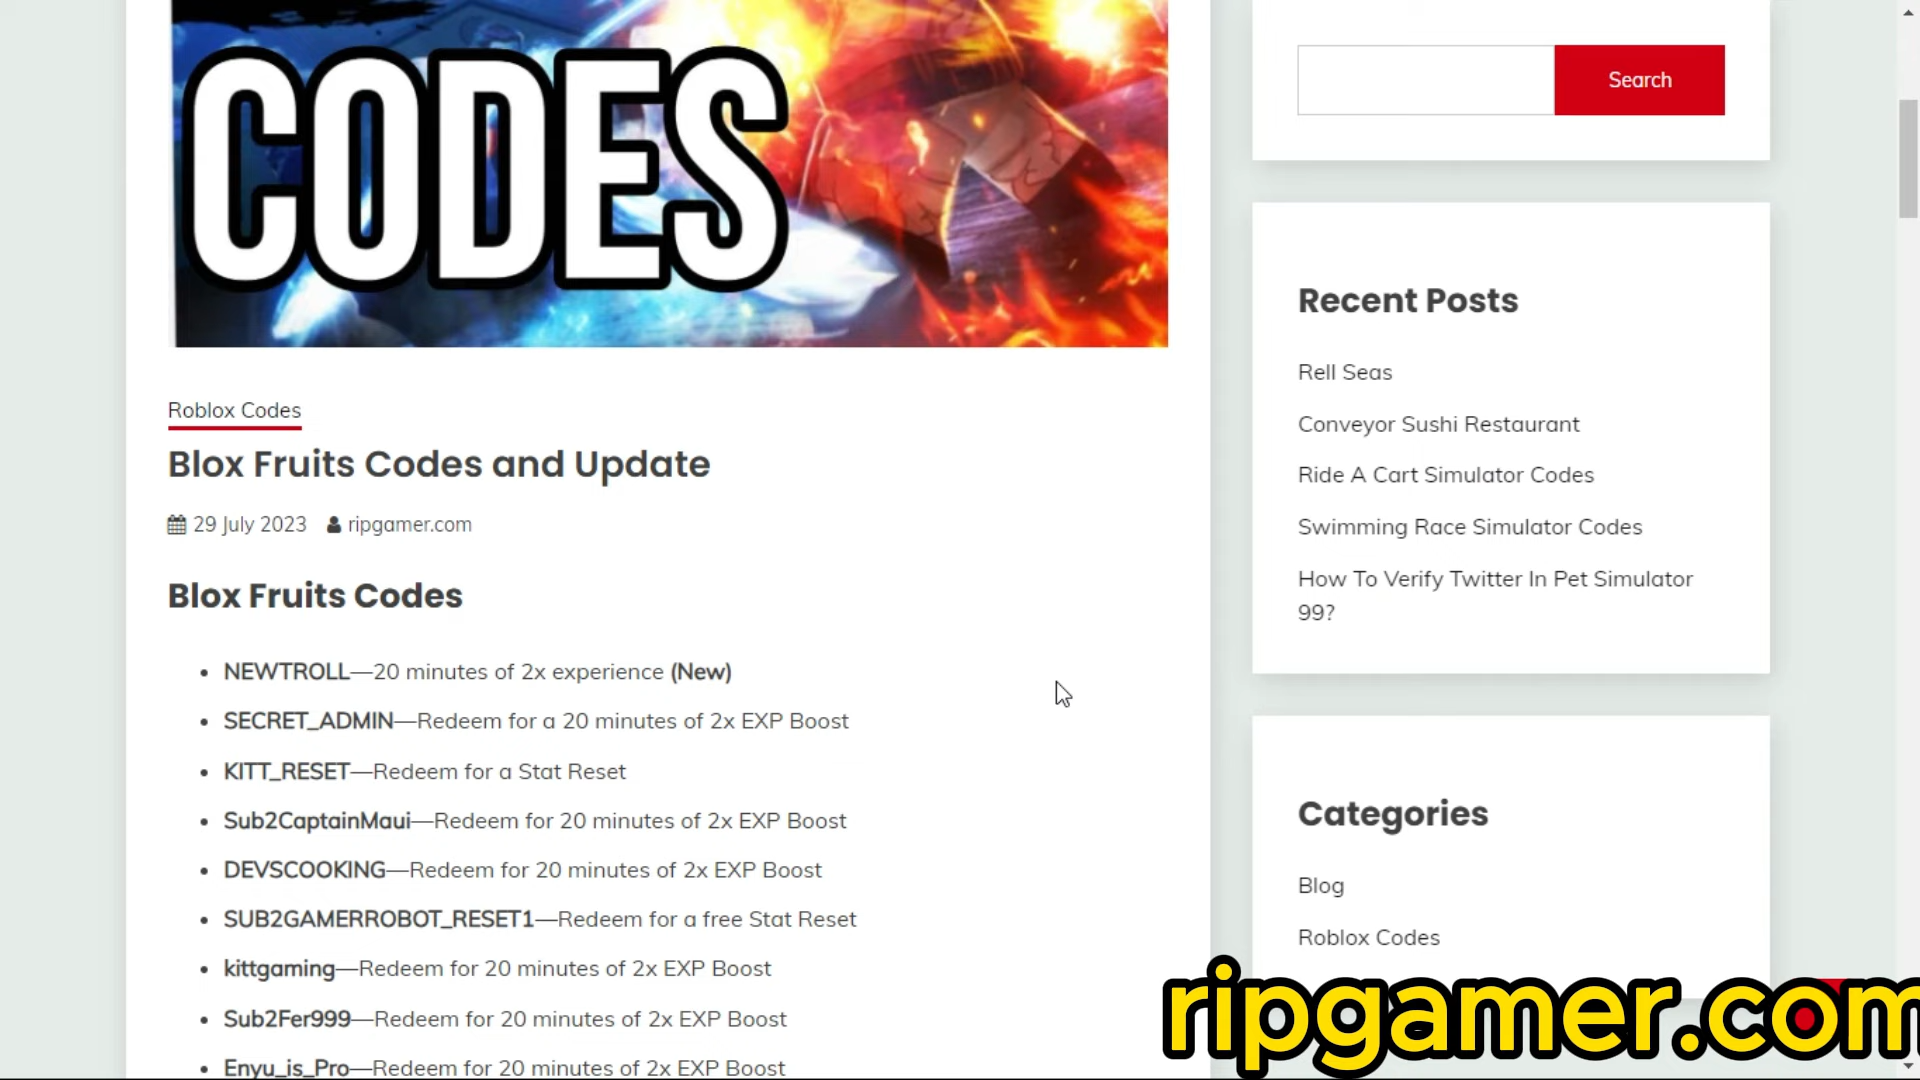 CODES
Roblox Codes
Blox Fruits Codes and Update
29 July 2023 ripgamer.com
Blox Fruits Codes
• NEWTROLL—20 minutes of 2x experience (New)
• SECRET_ADMIN—Redeem for a 20 minutes of 2x EXP Boost
• KITT_RESET—Redeem for a Stat Reset
• Sub2CaptainMaui—Redeem for 20 minutes of 2x EXP Boost
• DEVSCOOKING—Redeem for 20 minutes of 2x EXP Boost
• SUB2GAMERROBOT_RESET1—Redeem for a free Stat Reset
• kittgaming—Redeem for 20 minutes of 2x EXP Boost
• Sub2Fer999—Redeem for 20 minutes of 2x EXP Boost
• Enyu_is_Pro—Redeem for 20 minutes of 2x EXP Boost
Search
Recent Posts
Rell Seas
Conveyor Sushi Restaurant
Ride A Cart Simulator Codes
Swimming Race Simulator Codes
How To Verify Twitter In Pet Simulator
99?
Categories
Blog
Roblox Codes
ripgamer.com